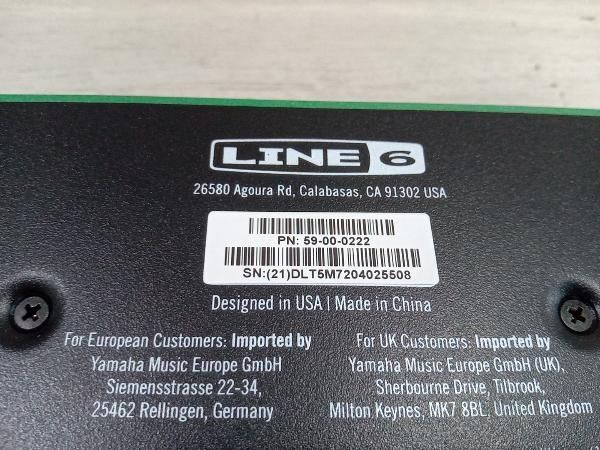 LINE 6
26580 Agoura Rd, Calabasas, CA 91302 USA
PN: 59-00-0222
SN:(21)DLT5M7204025508
Designed in USA | Made in China
For European Customers: Imported by
Yamaha Music Europe GmbH
Siemensstrasse 22-34,
25462 Rellingen, Germany
For UK Customers: Imported by
Yamaha Music Europe GmbH (UK),
Sherbourne Drive, Tilbrook,
Milton Keynes, MK7 8BL, United Kingdom